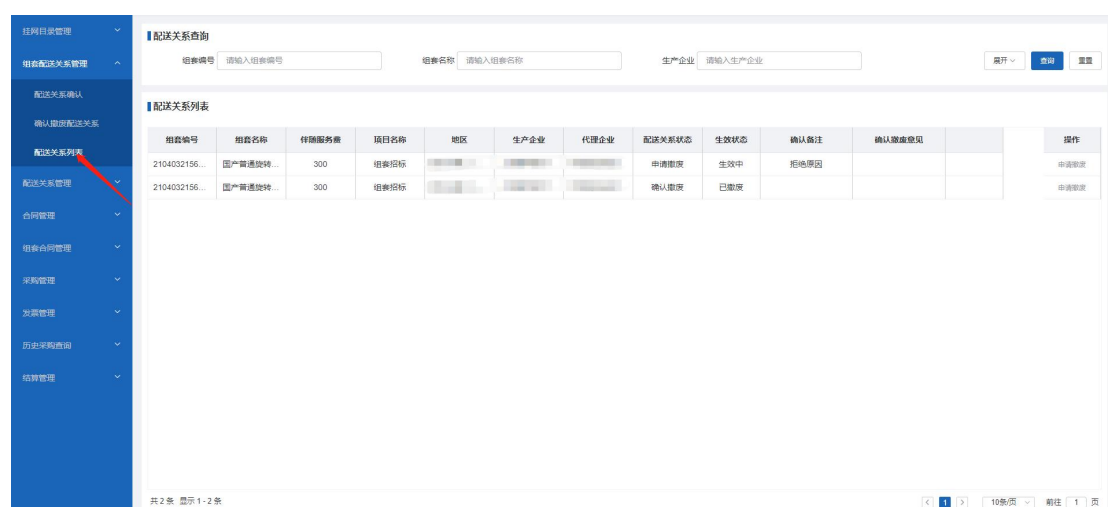 挂网目录管理
组套配送关系管理
配送关系确认
确认撤废配送关系
配送关系列表
配送关系管理
合同管理
组套合同管理
采购管理
发票管理
历史采购查询
结算管理
配送关系查询
组套编号 请输入组套编号 组套名称 请输入组套名称 生产企业 请输入生产企业 展开 查询 重置
配送关系列表
组套编号 组套名称 伴随服务费 项目名称 地区 生产企业 代理企业 配送关系状态 生效状态 确认备注 确认撤废意见 操作
2104032156... 国产普通旋转... 300 组套招标 申请撤废 生效中 拒绝原因 申请撤废
2104032156... 国产普通旋转... 300 组套招标 确认撤废 已撤废 申请撤废
共 2 条 显示 1 - 2 条 1 10条/页 前往 1 页